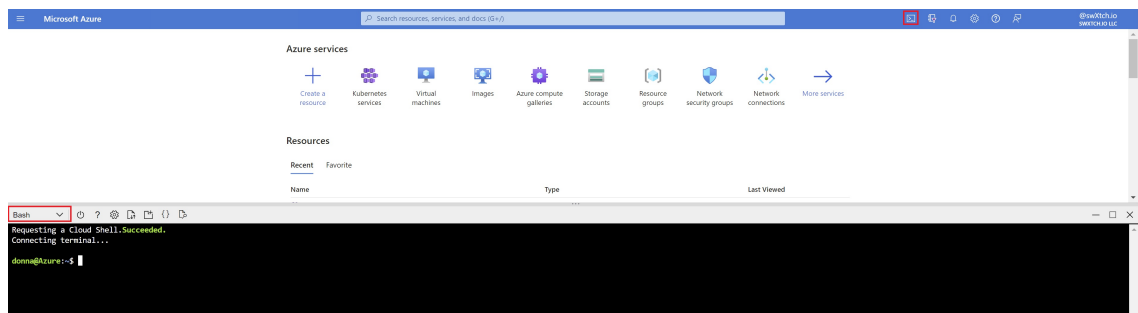 Microsoft Azure
Search resources, services, and docs (G+/)
@swXtch.io
SWXTCH.IO LLC
Azure services
Create a resource
Kubernetes services
Virtual machines
Images
Azure compute galleries
Storage accounts
Resource groups
Network security groups
Network connections
More services
Resources
Recent Favorite
Name Type Last Viewed
Bash
Requesting a Cloud Shell.Succeeded.
Connecting terminal...
donna@Azure:~$